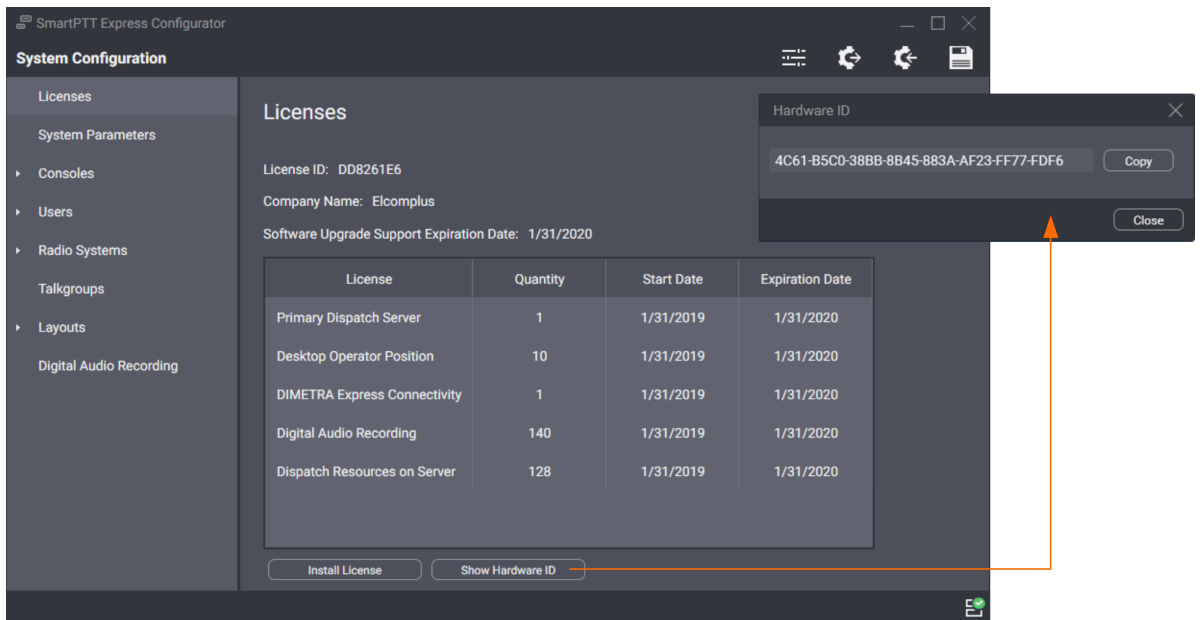 SmartPTT Express Configurator
System Configuration
Licenses
System Parameters
Consoles
Users
Radio Systems
Talkgroups
Layouts
Digital Audio Recording
Licenses
License ID: DD8261E6
Company Name: Elcomplus
Software Upgrade Support Expiration Date: 1/31/2020
License Quantity Start Date Expiration Date
Primary Dispatch Server 1 1/31/2019 1/31/2020
Desktop Operator Position 10 1/31/2019 1/31/2020
DIMETRA Express Connectivity 1 1/31/2019 1/31/2020
Digital Audio Recording 140 1/31/2019 1/31/2020
Dispatch Resources on Server 128 1/31/2019 1/31/2020
Install License Show Hardware ID
Hardware ID
4C61-B5C0-38BB-8B45-883A-AF23-FF77-FDF6 Copy
Close